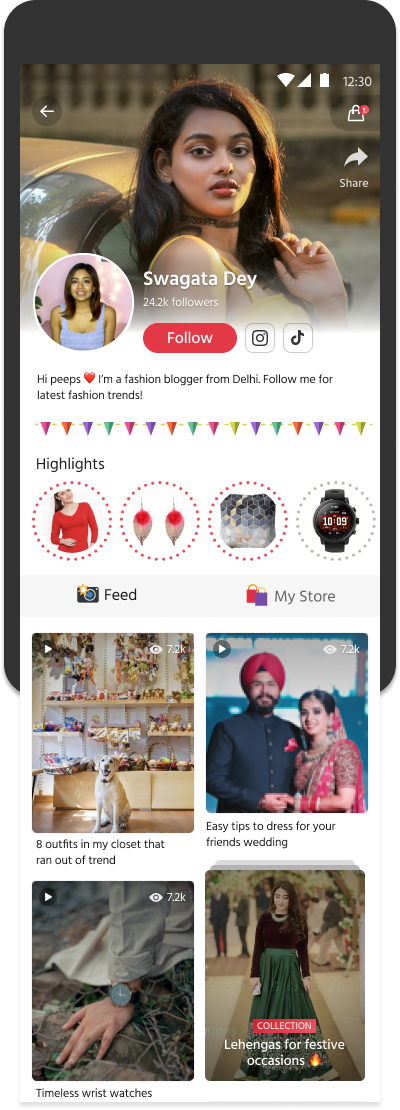 12:30
1
Share
Swagata Dey
24.2k followers
Follow
Hi peeps ❤️ I'm a fashion blogger from Delhi. Follow me for
latest fashion trends!
Highlights
10:09
Feed
My Store
7.2k
7.2k
8 outfits in my closet that
ran out of trend
Easy tips to dress for your
friends wedding
7.2k
COLLECTION
Lehengas for festive
occasions 🔥
Timeless wrist watches